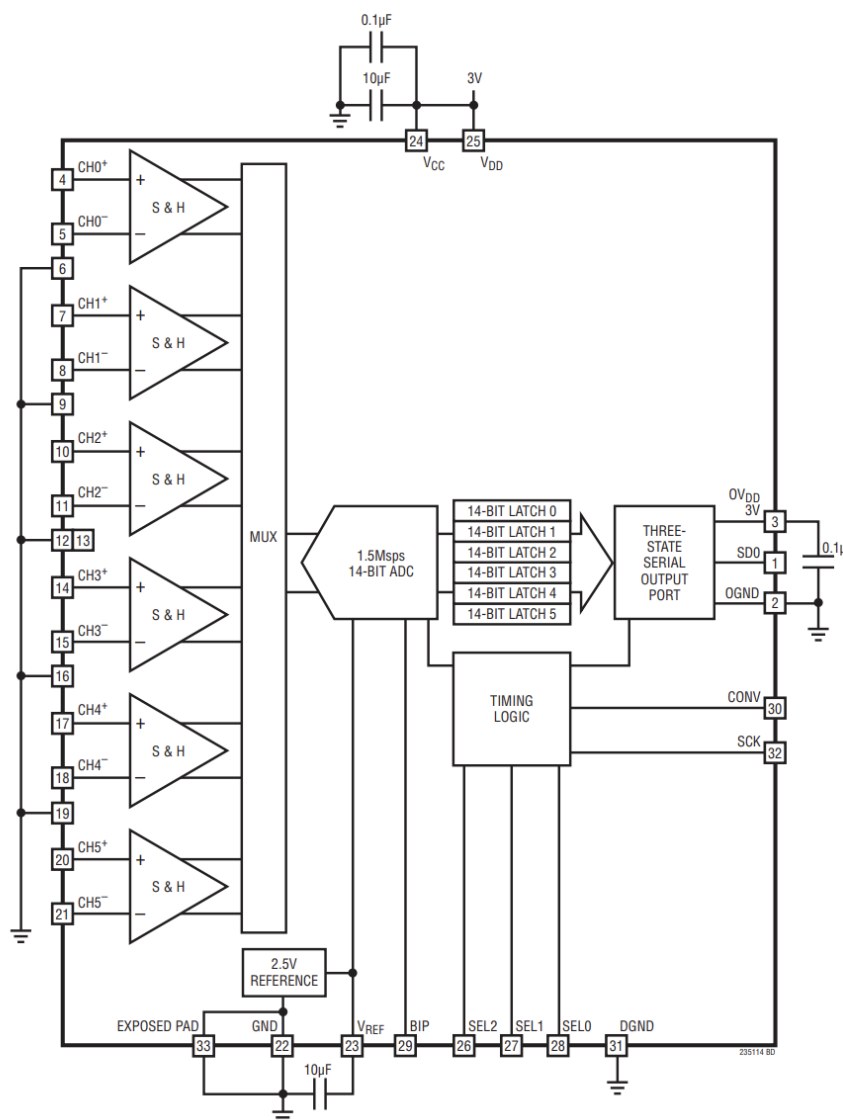 0.1µF
10µF
3V
24
25
VCC
VDD
4
CH0+
+
S & H
5
CH0–
–
6
7
CH1+
+
S & H
8
CH1–
–
9
10
CH2+
+
S & H
11
CH2–
–
12
13
14
CH3+
+
S & H
15
CH3–
–
16
17
CH4+
+
S & H
18
CH4–
–
19
20
CH5+
+
S & H
21
CH5–
–
MUX
1.5Msps
14-BIT ADC
14-BIT LATCH 0
14-BIT LATCH 1
14-BIT LATCH 2
14-BIT LATCH 3
14-BIT LATCH 4
14-BIT LATCH 5
THREE-
STATE
SERIAL
OUTPUT
PORT
OVDD
3V
3
SD0
1
OGND
2
0.1µ
TIMING
LOGIC
CONV
30
SCK
32
2.5V
REFERENCE
EXPOSED PAD
GND
VREF
BIP
SEL2
SEL1
SEL0
DGND
33
22
23
29
26
27
28
31
10µF
235114 BD